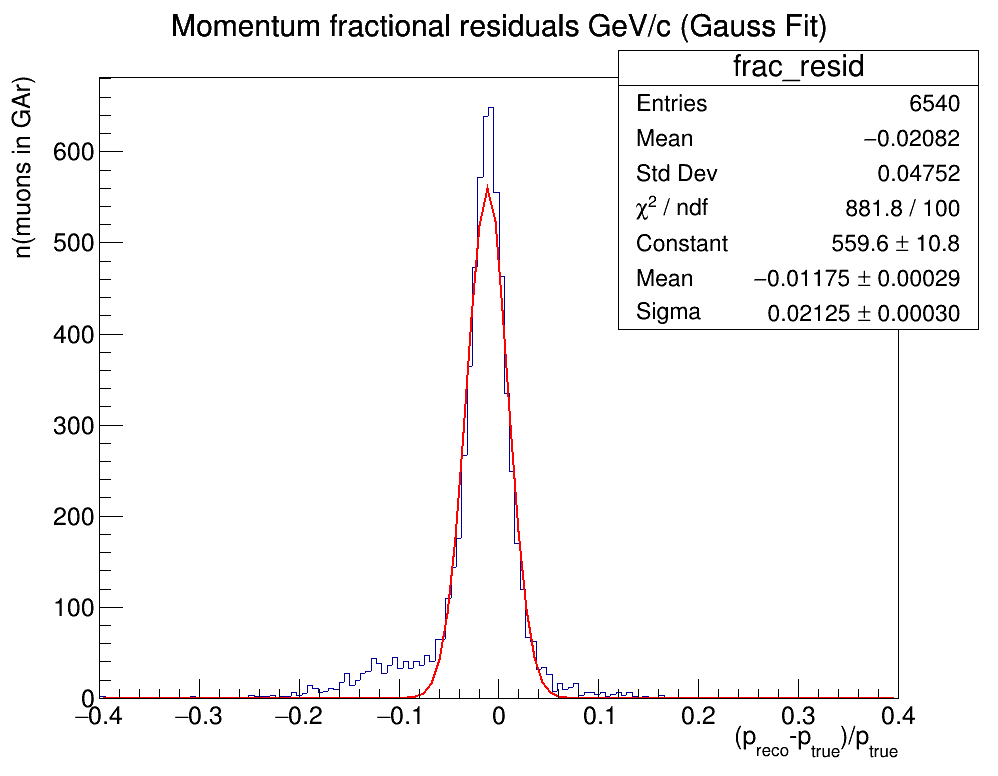 Momentum fractional residuals GeV/c (Gauss Fit)
n(muons in GAr)
frac_resid
Entries 6540
Mean −0.02082
Std Dev 0.04752
χ² / ndf 881.8 / 100
Constant 559.6 ± 10.8
Mean −0.01175 ± 0.00029
Sigma 0.02125 ± 0.00030
600
500
400
300
200
100
0
−0.4 −0.3 −0.2 −0.1 0 0.1 0.2 0.3 0.4
(p_reco-p_true)/p_true